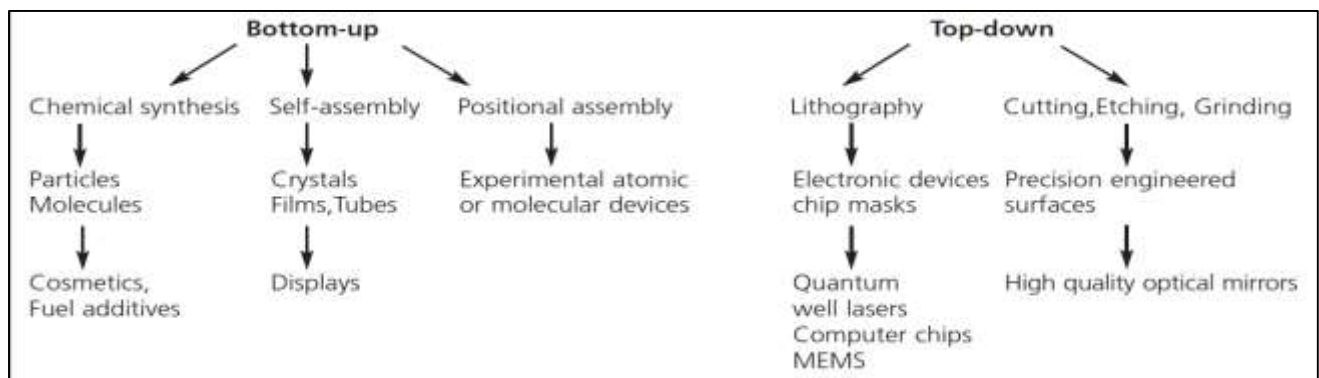 Bottom-up
Chemical synthesis
Self-assembly
Positional assembly
Particles
Molecules
Crystals
Films,Tubes
Experimental atomic
or molecular devices
Cosmetics,
Fuel additives
Displays
Top-down
Lithography
Cutting,Etching, Grinding
Electronic devices
chip masks
Precision engineered
surfaces
Quantum
well lasers
Computer chips
MEMS
High quality optical mirrors